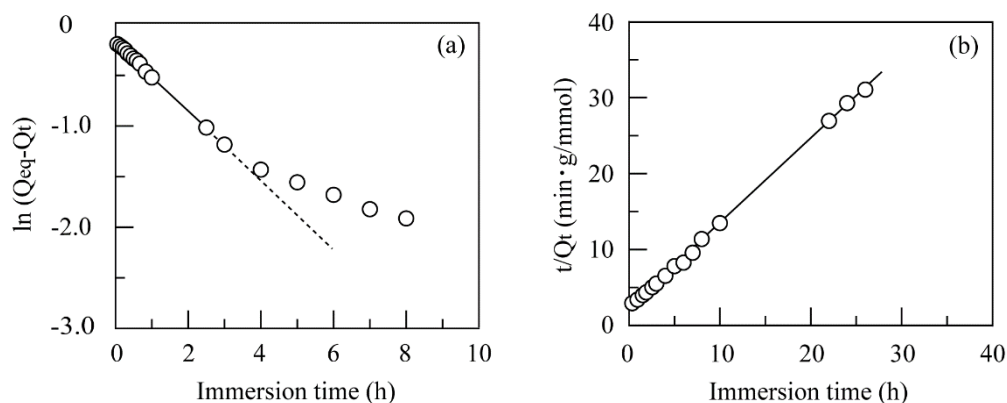 (a)
ln (Qeq-Qt)
0
-1.0
-2.0
-3.0
0 2 4 6 8 10
Immersion time (h)
(b)
t/Qt (min·g/mmol)
40
30
20
10
0
0 10 20 30 40
Immersion time (h)